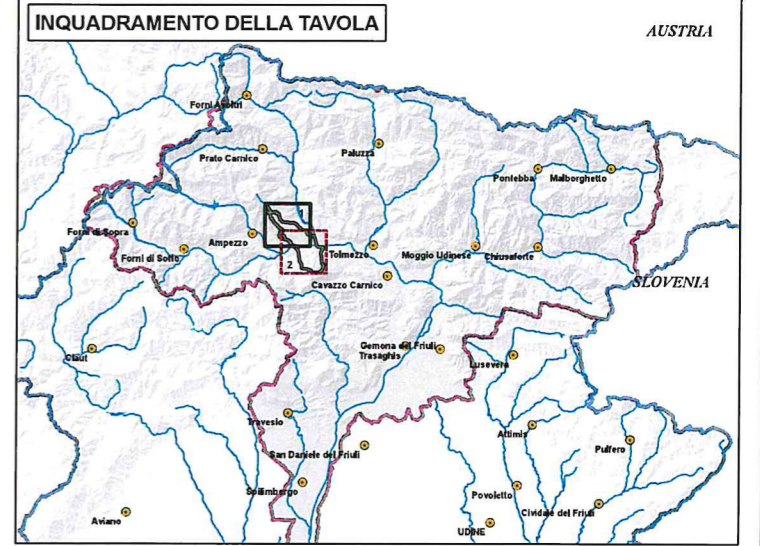 INQUADRAMENTO DELLA TAVOLA
AUSTRIA
Forni Avoltri
Prato Carnico
Paluzza
Pontebba
Malborghetto
Forni di Sopra
Ampezzo
Forni di Sotto
Tolmezzo
Moggio Udinese
Chiusaforte
2
Cavazzo Carnico
SLOVENIA
Gemona del Friuli
Trasaghis
Claut
Lusevera
Travesio
Attimis
Pulfero
San Daniele del Friuli
Spilimbergo
Povoletto
Cividale del Friuli
Aviano
UDINE